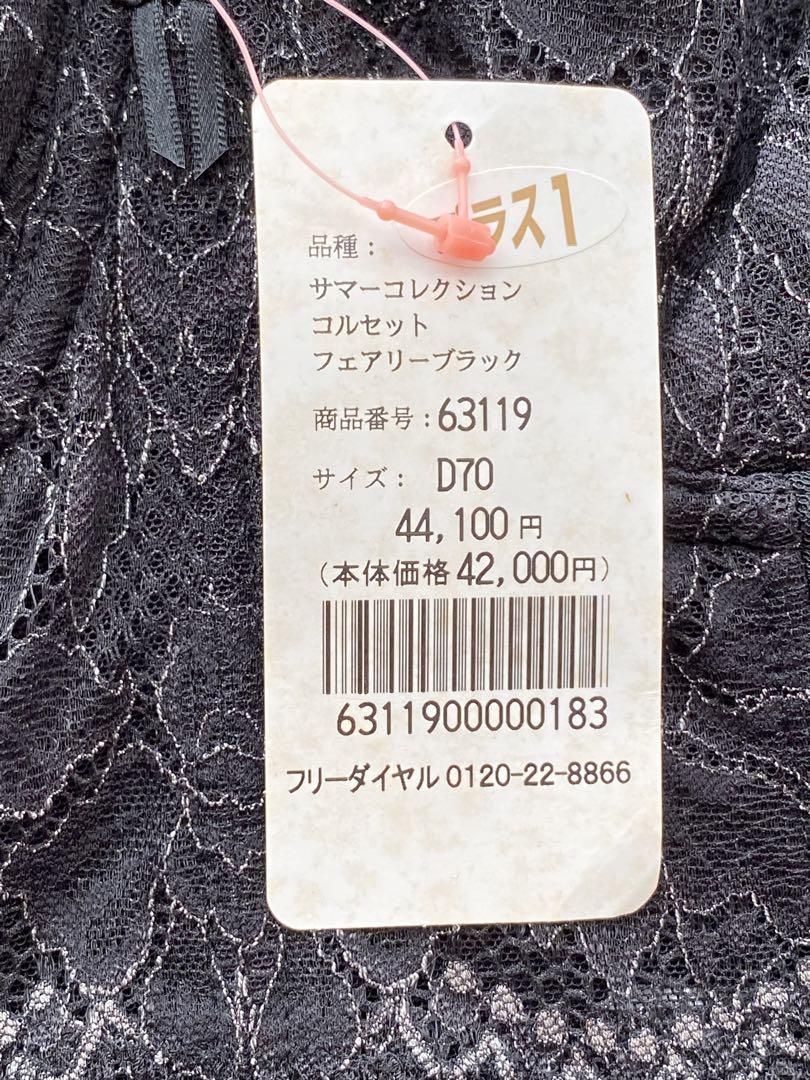 ラス1
品種：
サマーコレクション
コルセット
フェアリーブラック
商品番号：63119
サイズ： D70
44,100円
（本体価格 42,000円）
6311900000183
フリーダイヤル 0120-22-8866